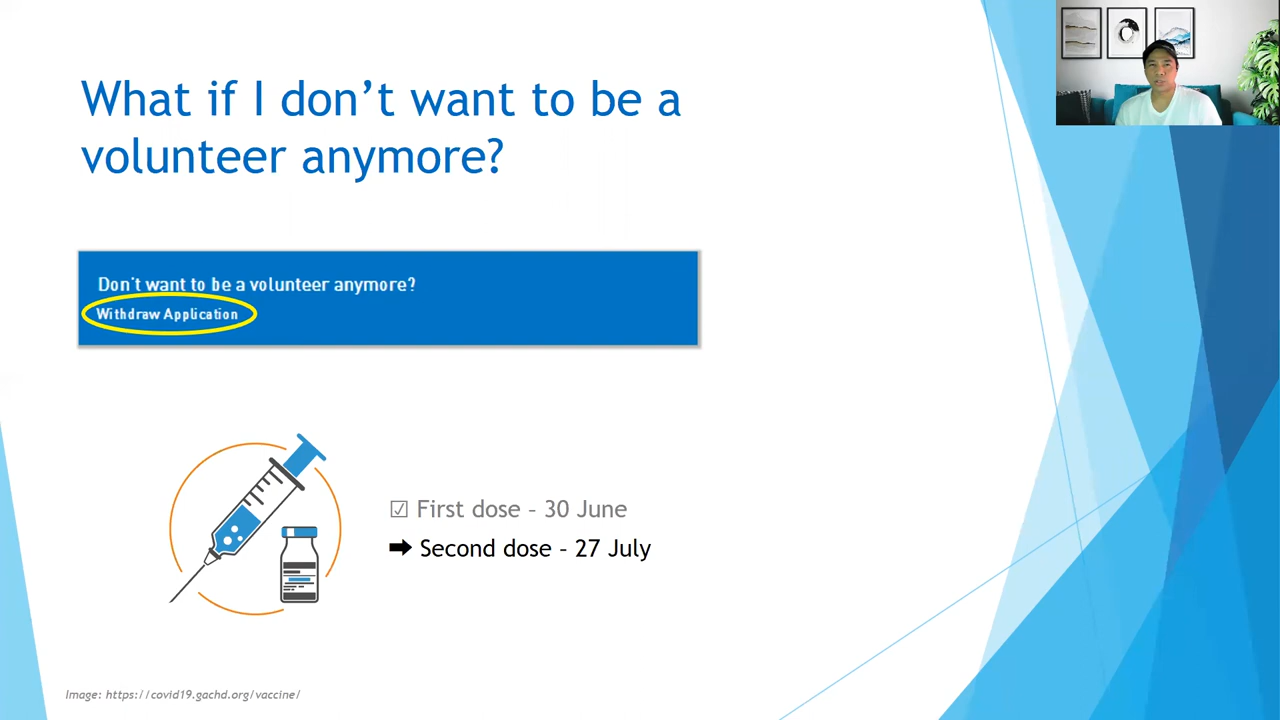 What if I don’t want to be a
volunteer anymore?
Don't want to be a volunteer anymore?
Withdraw Application
☑ First dose – 30 June
➡ Second dose – 27 July
Image: https://covid19.gachd.org/vaccine/